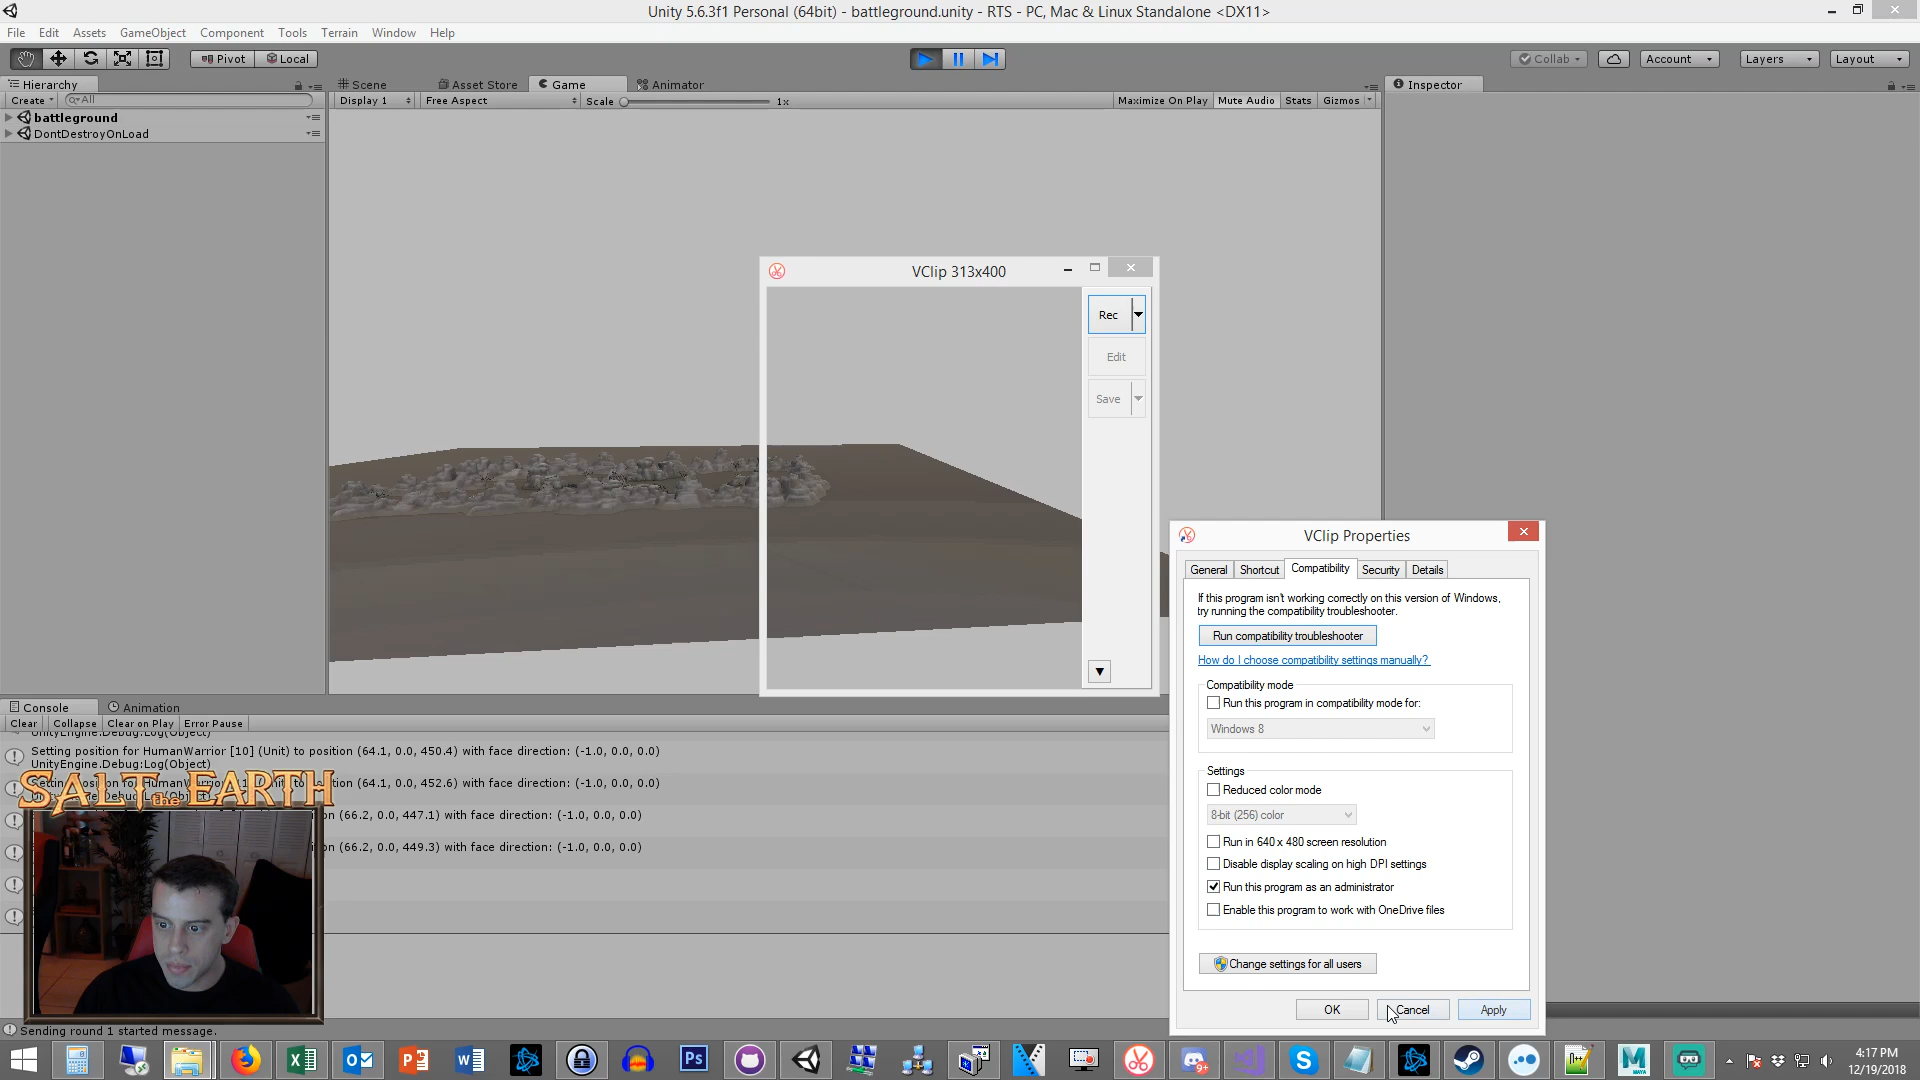 Unity 5.6.3f1 Personal (64bit) - battleground.unity - RTS - PC, Mac & Linux Standalone <DX11>
File Edit Assets GameObject Component Tools Terrain Window Help
Pivot Local Collab Account Layers Layout
Hierarchy Scene Asset Store Game Animator Inspector
Create All Display 1 Free Aspect Scale 1x Maximize On Play Mute Audio Stats Gizmos
battleground
DontDestroyOnLoad
VClip 313x400
Rec
Edit
Save
VClip Properties
General Shortcut Compatibility Security Details
If this program isn't working correctly on this version of Windows,
try running the compatibility troubleshooter.
Run compatibility troubleshooter
How do I choose compatibility settings manually?
Compatibility mode
Run this program in compatibility mode for:
Windows 8
Settings
Reduced color mode
8-bit (256) color
Run in 640 x 480 screen resolution
Disable display scaling on high DPI settings
Run this program as an administrator
Enable this program to work with OneDrive files
Change settings for all users
OK Cancel Apply
Console Animation
Clear Collapse Clear on Play Error Pause
UnityEngine.Debug:Log(Object)
Setting position for HumanWarrior [10] (Unit) to position (64.1, 0.0, 450.4) with face direction: (-1.0, 0.0, 0.0)
UnityEngine.Debug:Log(Object)
(Unit) to position (64.1, 0.0, 452.6) with face direction: (-1.0, 0.0, 0.0)
SALT the EARTH
(66.2, 0.0, 447.1) with face direction: (-1.0, 0.0, 0.0)
(66.2, 0.0, 449.3) with face direction: (-1.0, 0.0, 0.0)
Sending round 1 started message.
4:17 PM
12/19/2018